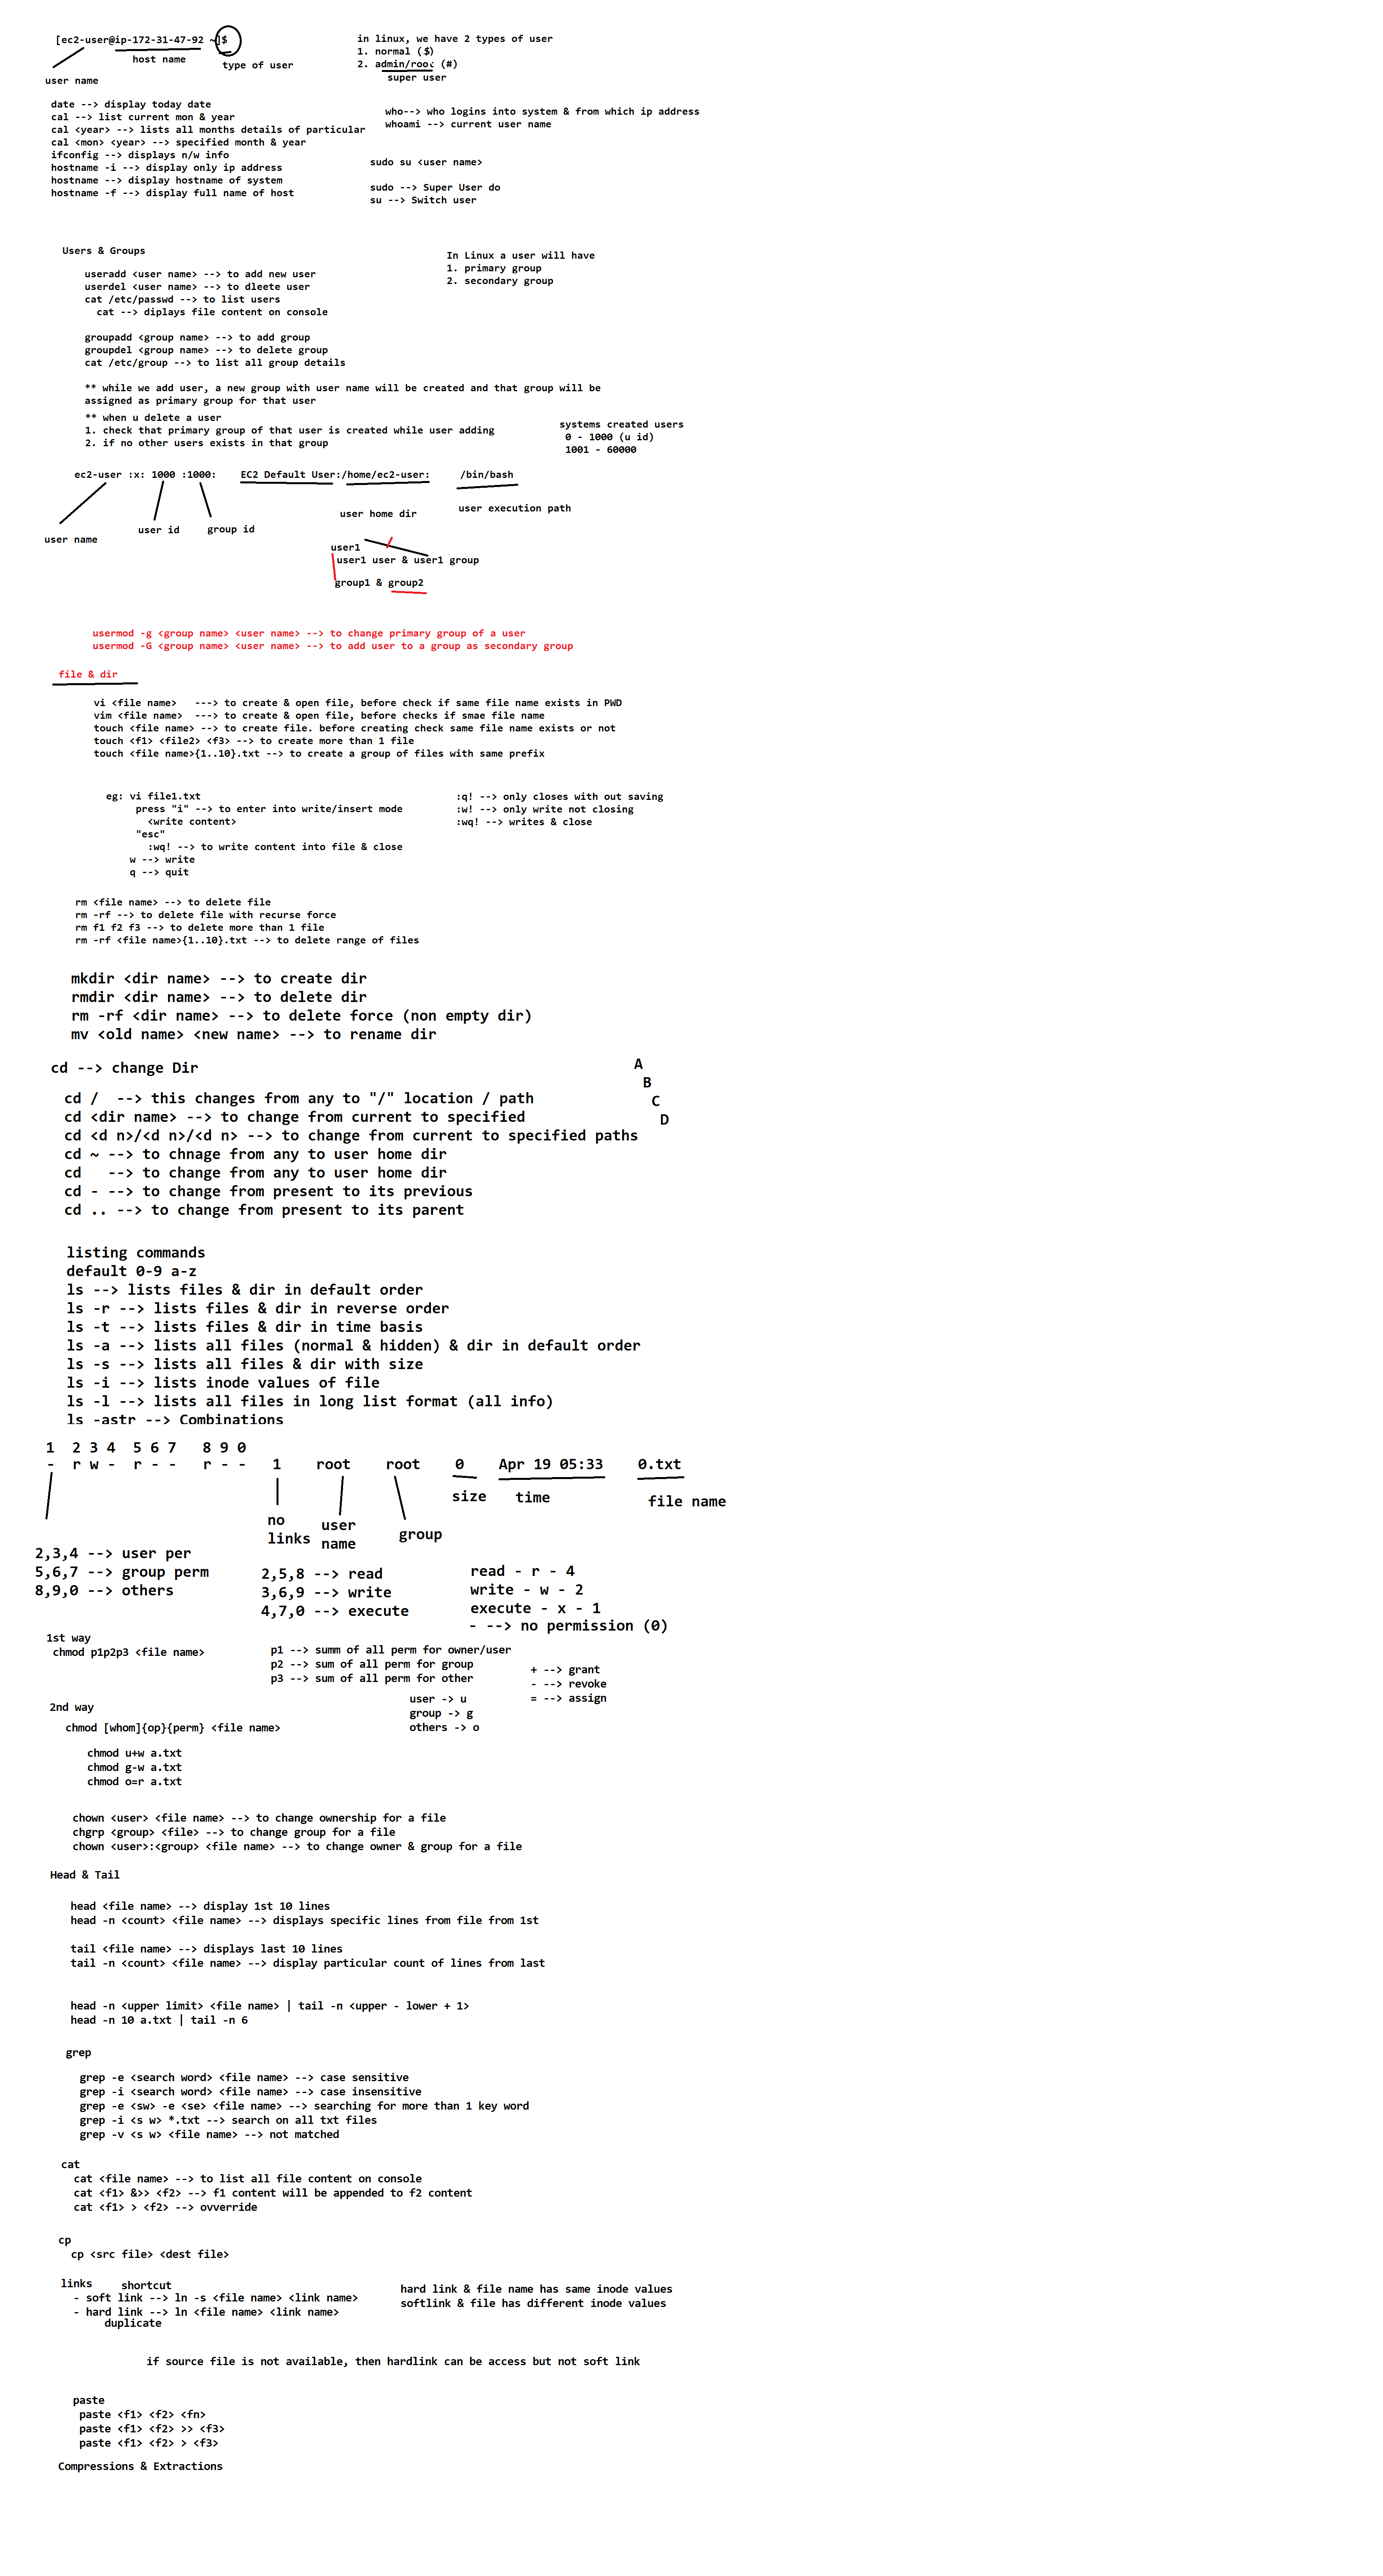 [ec2-user@ip-172-31-47-92 ~]$
host name
type of user
user name
in linux, we have 2 types of user
1. normal ($)
2. admin/root (#)
super user
date --> display today date
cal --> list current mon & year
cal <year> --> lists all months details of particular
cal <mon> <year> --> specified month & year
ifconfig --> displays n/w info
hostname -i --> display only ip address
hostname --> display hostname of system
hostname -f --> display full name of host
who--> who logins into system & from which ip address
whoami --> current user name
sudo su <user name>
sudo --> Super User do
su --> Switch user
Users & Groups
In Linux a user will have
1. primary group
2. secondary group
useradd <user name> --> to add new user
userdel <user name> --> to dleete user
cat /etc/passwd --> to list users
cat --> diplays file content on console
groupadd <group name> --> to add group
groupdel <group name> --> to delete group
cat /etc/group --> to list all group details
** while we add user, a new group with user name will be created and that group will be
assigned as primary group for that user
** when u delete a user
1. check that primary group of that user is created while user adding
2. if no other users exists in that group
systems created users
0 - 1000 (u id)
1001 - 60000
ec2-user :x: 1000 :1000: EC2 Default User:/home/ec2-user: /bin/bash
user name
user id
group id
user home dir
user execution path
user1
user1 user & user1 group
group1 & group2
usermod -g <group name> <user name> --> to change primary group of a user
usermod -G <group name> <user name> --> to add user to a group as secondary group
file & dir
vi <file name> ---> to create & open file, before check if same file name exists in PWD
vim <file name> ---> to create & open file, before checks if smae file name
touch <file name> --> to create file. before creating check same file name exists or not
touch <f1> <file2> <f3> --> to create more than 1 file
touch <file name>{1..10}.txt --> to create a group of files with same prefix
eg: vi file1.txt
press "i" --> to enter into write/insert mode
<write content>
"esc"
:wq! --> to write content into file & close
w --> write
q --> quit
:q! --> only closes with out saving
:w! --> only write not closing
:wq! --> writes & close
rm <file name> --> to delete file
rm -rf --> to delete file with recurse force
rm f1 f2 f3 --> to delete more than 1 file
rm -rf <file name>{1..10}.txt --> to delete range of files
mkdir <dir name> --> to create dir
rmdir <dir name> --> to delete dir
rm -rf <dir name> --> to delete force (non empty dir)
mv <old name> <new name> --> to rename dir
cd --> change Dir
A
B
C
D
cd / --> this changes from any to "/" location / path
cd <dir name> --> to change from current to specified
cd <d n>/<d n>/<d n> --> to change from current to specified paths
cd ~ --> to chnage from any to user home dir
cd --> to change from any to user home dir
cd - --> to change from present to its previous
cd .. --> to change from present to its parent
listing commands
default 0-9 a-z
ls --> lists files & dir in default order
ls -r --> lists files & dir in reverse order
ls -t --> lists files & dir in time basis
ls -a --> lists all files (normal & hidden) & dir in default order
ls -s --> lists all files & dir with size
ls -i --> lists inode values of file
ls -l --> lists all files in long list format (all info)
ls -astr --> Combinations
1 2 3 4 5 6 7 8 9 0
- r w - r - - r - - 1 root root 0 Apr 19 05:33 0.txt
no
links
user
name
group
size
time
file name
2,3,4 --> user per
5,6,7 --> group perm
8,9,0 --> others
2,5,8 --> read
3,6,9 --> write
4,7,0 --> execute
read - r - 4
write - w - 2
execute - x - 1
- --> no permission (0)
1st way
chmod p1p2p3 <file name>
p1 --> summ of all perm for owner/user
p2 --> sum of all perm for group
p3 --> sum of all perm for other
+ --> grant
- --> revoke
= --> assign
user -> u
group -> g
others -> o
2nd way
chmod [whom]{op}{perm} <file name>
chmod u+w a.txt
chmod g-w a.txt
chmod o=r a.txt
chown <user> <file name> --> to change ownership for a file
chgrp <group> <file> --> to change group for a file
chown <user>:<group> <file name> --> to change owner & group for a file
Head & Tail
head <file name> --> display 1st 10 lines
head -n <count> <file name> --> displays specific lines from file from 1st
tail <file name> --> displays last 10 lines
tail -n <count> <file name> --> display particular count of lines from last
head -n <upper limit> <file name> | tail -n <upper - lower + 1>
head -n 10 a.txt | tail -n 6
grep
grep -e <search word> <file name> --> case sensitive
grep -i <search word> <file name> --> case insensitive
grep -e <sw> -e <se> <file name> --> searching for more than 1 key word
grep -i <s w> *.txt --> search on all txt files
grep -v <s w> <file name> --> not matched
cat
cat <file name> --> to list all file content on console
cat <f1> &>> <f2> --> f1 content will be appended to f2 content
cat <f1> > <f2> --> ovverride
cp
cp <src file> <dest file>
links
shortcut
- soft link --> ln -s <file name> <link name>
- hard link --> ln <file name> <link name>
duplicate
hard link & file name has same inode values
softlink & file has different inode values
if source file is not available, then hardlink can be access but not soft link
paste
paste <f1> <f2> <fn>
paste <f1> <f2> >> <f3>
paste <f1> <f2> > <f3>
Compressions & Extractions